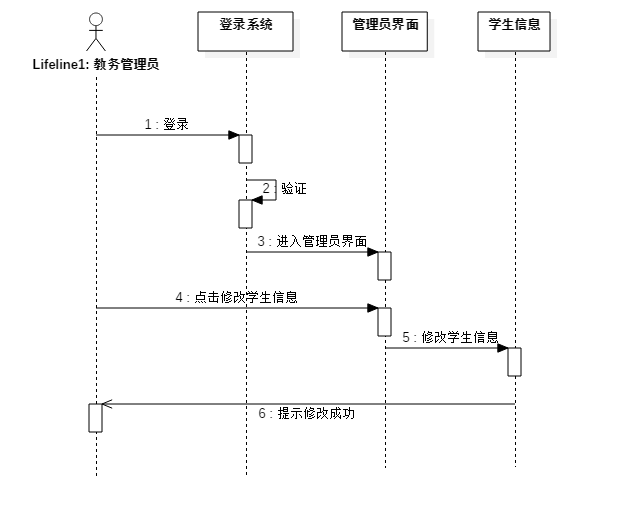 登录系统
管理员界面
学生信息
Lifeline1: 教务管理员
1 : 登录
2 : 验证
3 : 进入管理员界面
4 : 点击修改学生信息
5 : 修改学生信息
6 : 提示修改成功